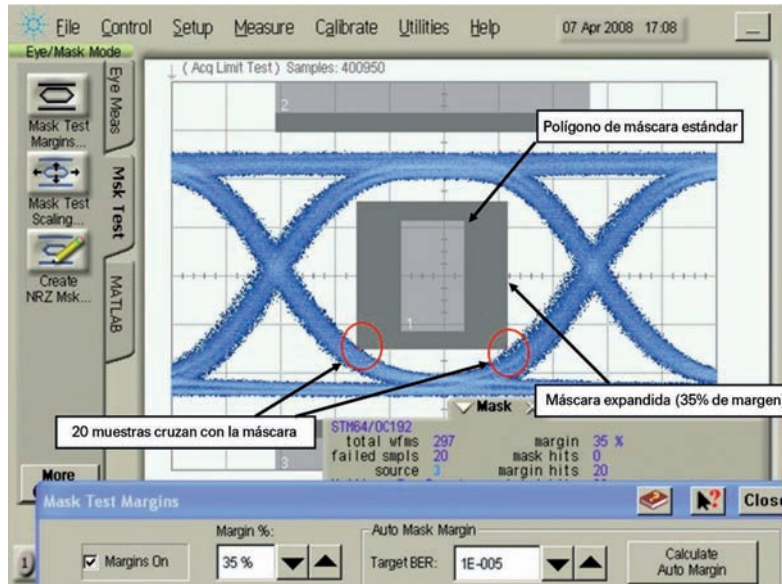 File Control Setup Measure Calibrate Utilities Help 07 Apr 2008 17:08
Eye/Mask Mode
( Acq Limit Test ) Samples: 400950
Eye Meas
Mask Test
Margins...
Msk Test
Mask Test
Scaling...
MATLAB
Create
NRZ Msk...
2
Polígono de máscara estándar
1
Máscara expandida (35% de margen
20 muestras cruzan con la máscara
Mask
STM64/OC192
total wfms 297 margin 35 %
failed smpls 20 mask hits 0
source 3 margin hits 20
3
More
Mask Test Margins
Close
Margins On
Margin %:
35 %
Auto Mask Margin
Target BER:
1E-005
Calculate
Auto Margin
1